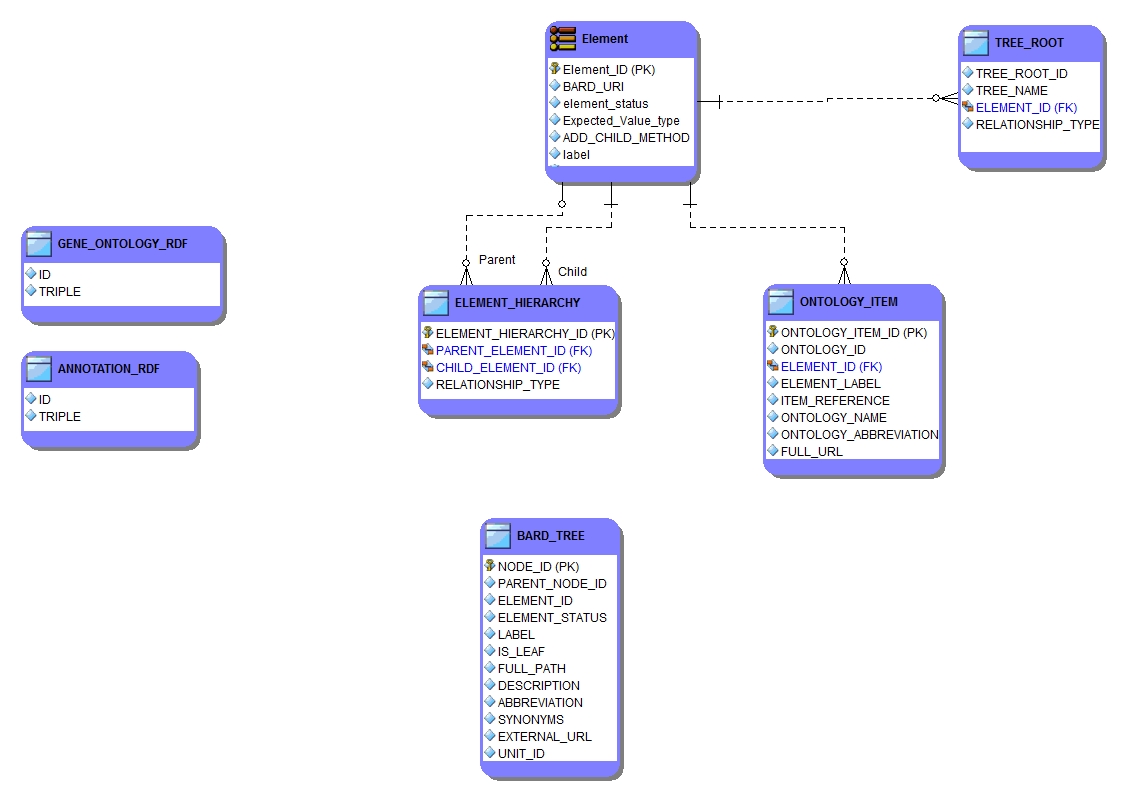 Element
Element_ID (PK)
BARD_URI
element_status
Expected_Value_type
ADD_CHILD_METHOD
label
TREE_ROOT
TREE_ROOT_ID
TREE_NAME
ELEMENT_ID (FK)
RELATIONSHIP_TYPE
GENE_ONTOLOGY_RDF
ID
TRIPLE
ANNOTATION_RDF
ID
TRIPLE
Parent
Child
ELEMENT_HIERARCHY
ELEMENT_HIERARCHY_ID (PK)
PARENT_ELEMENT_ID (FK)
CHILD_ELEMENT_ID (FK)
RELATIONSHIP_TYPE
ONTOLOGY_ITEM
ONTOLOGY_ITEM_ID (PK)
ONTOLOGY_ID
ELEMENT_ID (FK)
ELEMENT_LABEL
ITEM_REFERENCE
ONTOLOGY_NAME
ONTOLOGY_ABBREVIATION
FULL_URL
BARD_TREE
NODE_ID (PK)
PARENT_NODE_ID
ELEMENT_ID
ELEMENT_STATUS
LABEL
IS_LEAF
FULL_PATH
DESCRIPTION
ABBREVIATION
SYNONYMS
EXTERNAL_URL
UNIT_ID